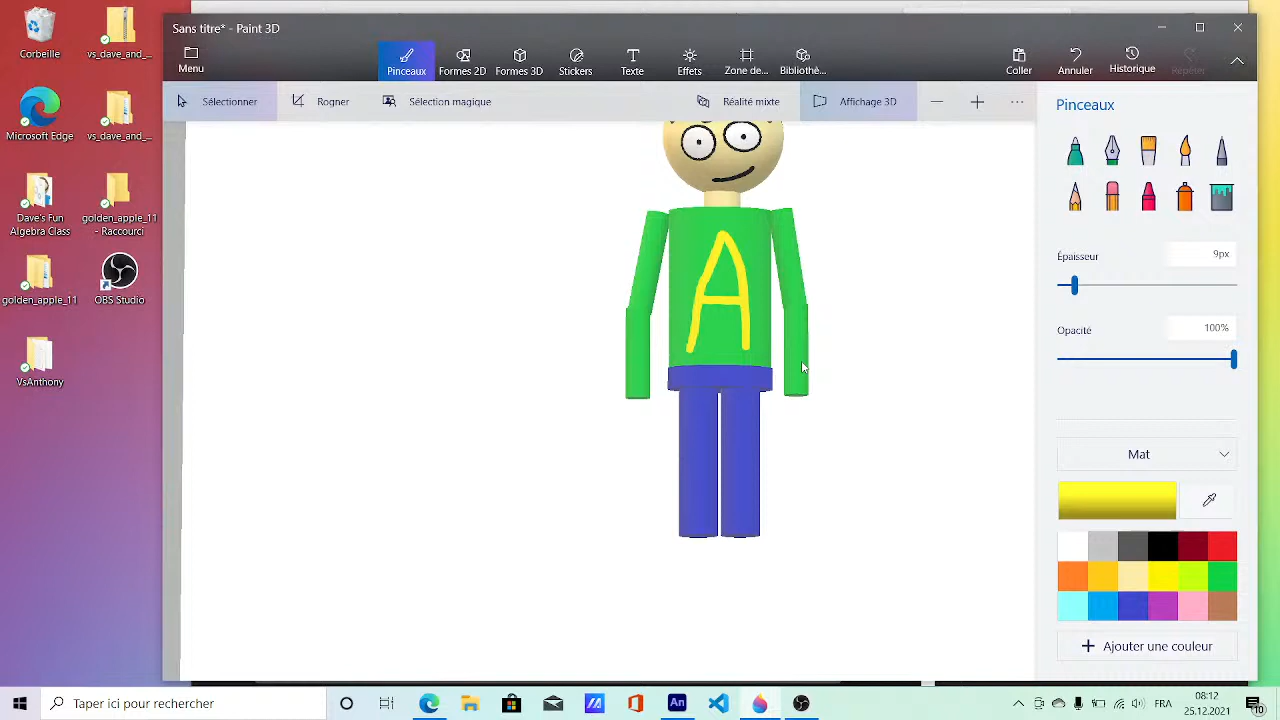 Corbeille
vs_dave_and_...
Microsoft Edge
vs_dave_and_...
Dave's Fun
Algebra Class
golden_apple_11
- Raccourci
golden_apple_11
OBS Studio
VsAnthony
Sans titre* - Paint 3D
Menu
Pinceaux
Formes 2D
Formes 3D
Stickers
Texte
Effets
Zone de...
Bibliothè...
Coller
Annuler
Historique
Répéter
Sélectionner
Rogner
Sélection magique
Réalité mixte
Affichage 3D
A
Pinceaux
Épaisseur
9px
Opacité
100%
Mat
Ajouter une couleur
Taper ici pour rechercher
An
FRA
08:12
25.12.2021
10